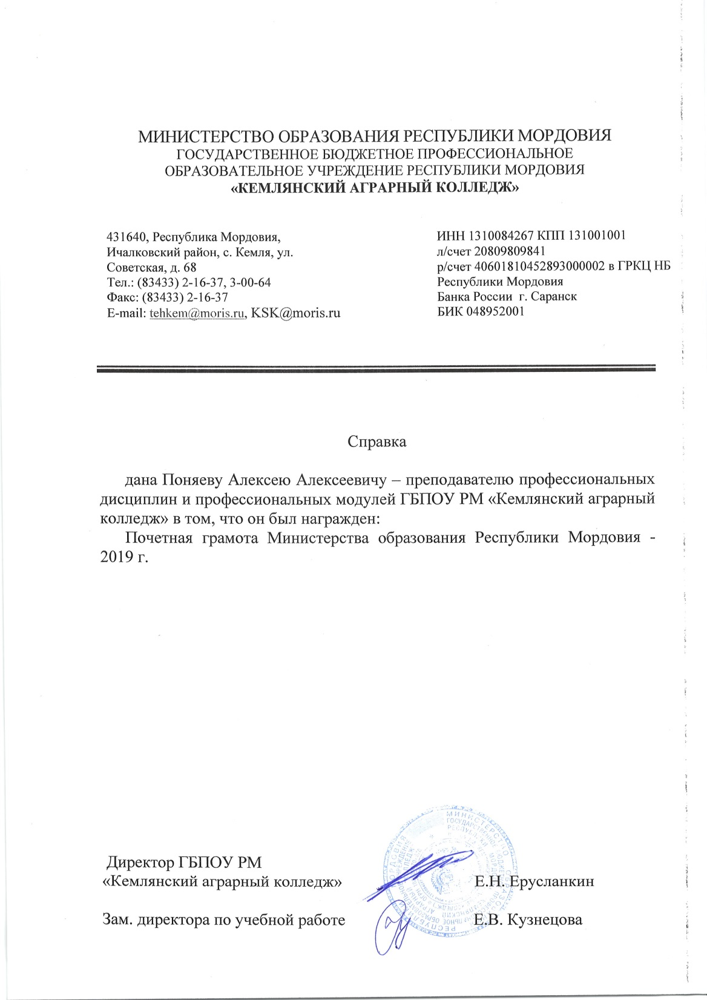 МИНИСТЕРСТВО ОБРАЗОВАНИЯ РЕСПУБЛИКИ МОРДОВИЯ
ГОСУДАРСТВЕННОЕ БЮДЖЕТНОЕ ПРОФЕССИОНАЛЬНОЕ
ОБРАЗОВАТЕЛЬНОЕ УЧРЕЖДЕНИЕ РЕСПУБЛИКИ МОРДОВИЯ
«КЕМЛЯНСКИЙ АГРАРНЫЙ КОЛЛЕДЖ»
431640, Республика Мордовия,
Ичалковский район, с. Кемля, ул.
Советская, д. 68
Тел.: (83433) 2-16-37, 3-00-64
Факс: (83433) 2-16-37
E-mail: tehkem@moris.ru, KSK@moris.ru
ИНН 1310084267 КПП 131001001
л/счет 20809809841
р/счет 40601810452893000002 в ГРКЦ НБ
Республики Мордовия
Банка России г. Саранск
БИК 048952001
Справка
дана Поняеву Алексею Алексеевичу – преподавателю профессиональных
дисциплин и профессиональных модулей ГБПОУ РМ «Кемлянский аграрный
колледж» в том, что он был награжден:
Почетная грамота Министерства образования Республики Мордовия -
2019 г.
Директор ГБПОУ РМ
«Кемлянский аграрный колледж» Е.Н. Ерусланкин
Зам. директора по учебной работе Е.В. Кузнецова
МИНИСТЕРСТВО
ГОСУДАРСТВЕННОЕ